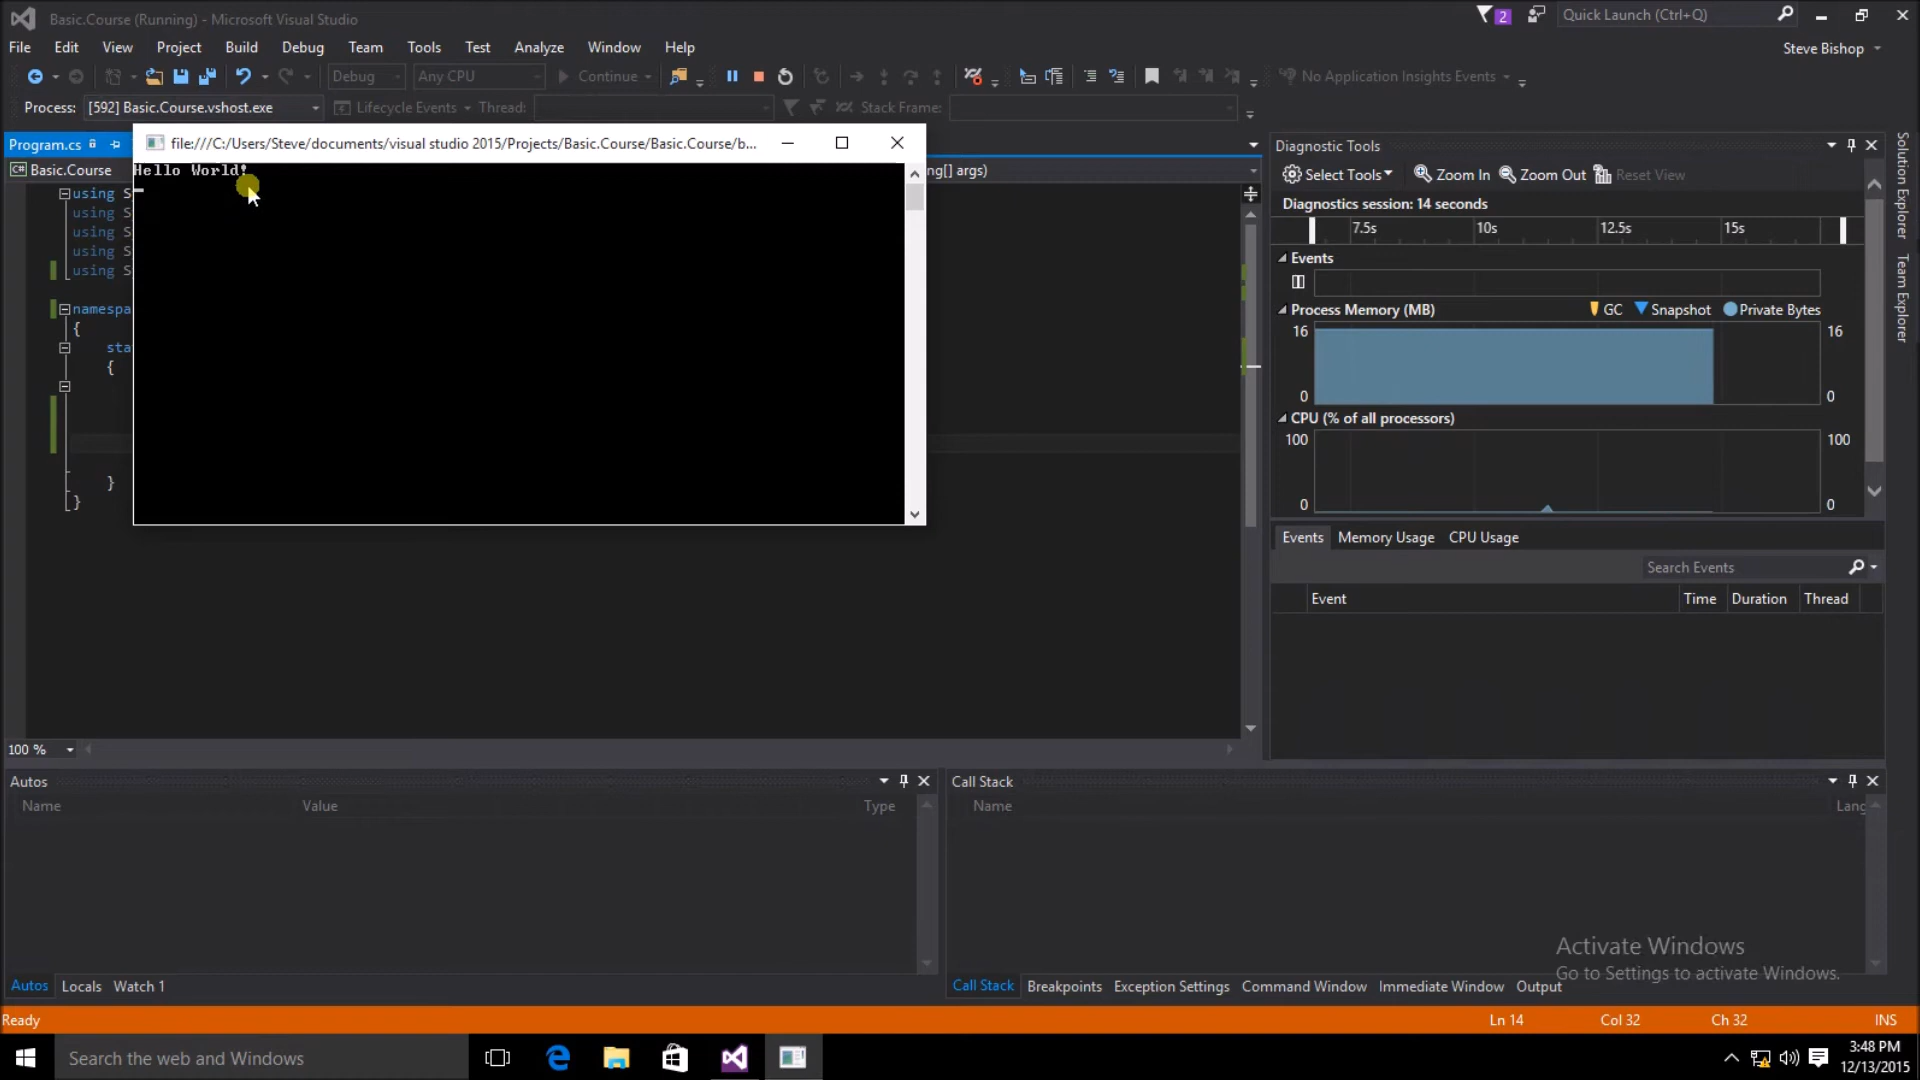 Basic.Course (Running) - Microsoft Visual Studio
2
Quick Launch (Ctrl+Q)
File Edit View Project Build Debug Team Tools Test Analyze Window Help
Steve Bishop
Debug Any CPU Continue No Application Insights Events
Process: [592] Basic.Course.vshost.exe Lifecycle Events Thread: Stack Frame:
Program.cs
file:///C:/Users/Steve/documents/visual studio 2015/Projects/Basic.Course/Basic.Course/b...
C# Basic.Course
ng[] args)
Hello World!
using S
using S
using S
using S
using S
namespa
{
sta
{
}
}
Diagnostic Tools
Select Tools Zoom In Zoom Out Reset View
Diagnostics session: 14 seconds
7.5s 10s 12.5s 15s
Events
Process Memory (MB) GC Snapshot Private Bytes
16 16
0 0
CPU (% of all processors)
100 100
0 0
Events Memory Usage CPU Usage
Search Events
Event Time Duration Thread
Solution Explorer
Team Explorer
100 %
Autos
Name Value Type
Call Stack
Name Lang
Activate Windows
Go to Settings to activate Windows.
Autos Locals Watch 1
Call Stack Breakpoints Exception Settings Command Window Immediate Window Output
Ready Ln 14 Col 32 Ch 32 INS
Search the web and Windows
3:48 PM
12/13/2015